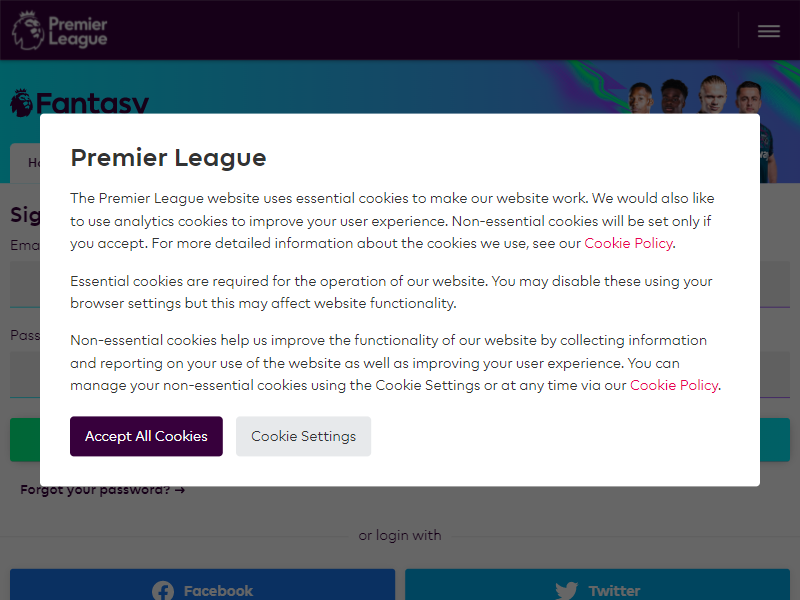 Premier
League
Fantasy
Premier League
The Premier League website uses essential cookies to make our website work. We would also like
to use analytics cookies to improve your user experience. Non-essential cookies will be set only if
you accept. For more detailed information about the cookies we use, see our Cookie Policy.
Essential cookies are required for the operation of our website. You may disable these using your
browser settings but this may affect website functionality.
Non-essential cookies help us improve the functionality of our website by collecting information
and reporting on your use of the website as well as improving your user experience. You can
manage your non-essential cookies using the Cookie Settings or at any time via our Cookie Policy.
Accept All Cookies Cookie Settings
Forgot your password? →
or login with
Facebook Twitter